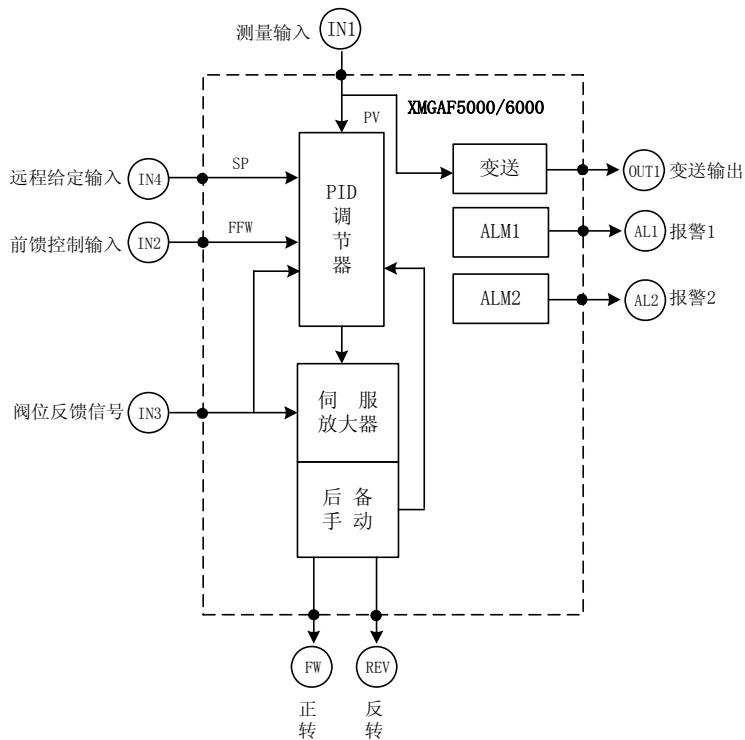 测量输入
IN1
XMGAF5000/6000
PV
远程给定输入
IN4
SP
PID
调
节
器
变送
OUT1
变送输出
前馈控制输入
IN2
FFW
ALM1
AL1
报警1
ALM2
AL2
报警2
阀位反馈信号
IN3
伺 服
放大器
后 备
手 动
FW
REV
正
转
反
转